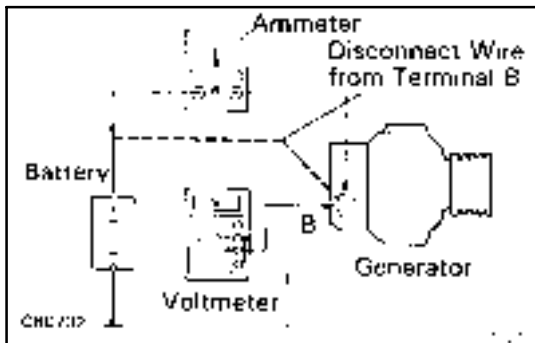 Ammeter
Disconnect Wire
from Terminal B
Battery
B
Generator
Voltmeter